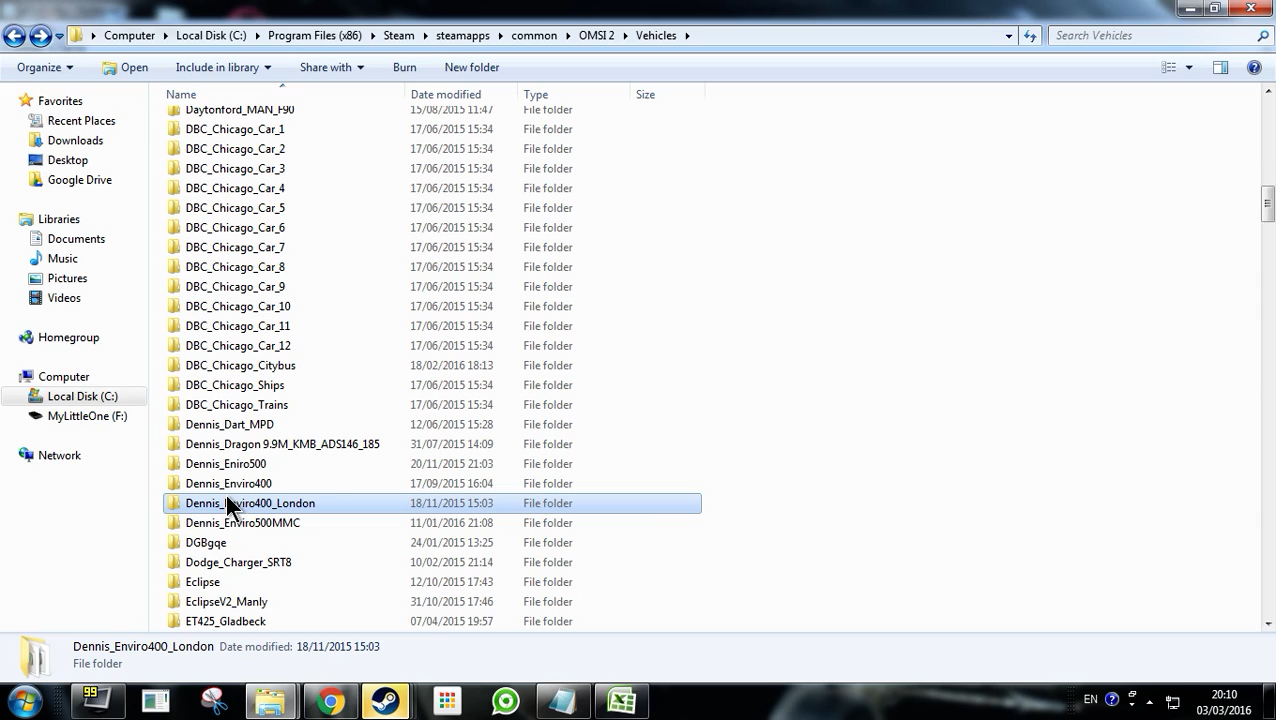 Computer Local Disk (C:) Program Files (x86) Steam steamapps common OMSI 2 Vehicles Search Vehicles
Organize Open Include in library Share with Burn New folder
Name Date modified Type Size
Favorites
Recent Places
Downloads
Desktop
Google Drive
Libraries
Documents
Music
Pictures
Videos
Homegroup
Computer
Local Disk (C:)
MyLittleOne (F:)
Network
Daytonford_MAN_F90 15/08/2015 11:47 File folder
DBC_Chicago_Car_1 17/06/2015 15:34 File folder
DBC_Chicago_Car_2 17/06/2015 15:34 File folder
DBC_Chicago_Car_3 17/06/2015 15:34 File folder
DBC_Chicago_Car_4 17/06/2015 15:34 File folder
DBC_Chicago_Car_5 17/06/2015 15:34 File folder
DBC_Chicago_Car_6 17/06/2015 15:34 File folder
DBC_Chicago_Car_7 17/06/2015 15:34 File folder
DBC_Chicago_Car_8 17/06/2015 15:34 File folder
DBC_Chicago_Car_9 17/06/2015 15:34 File folder
DBC_Chicago_Car_10 17/06/2015 15:34 File folder
DBC_Chicago_Car_11 17/06/2015 15:34 File folder
DBC_Chicago_Car_12 17/06/2015 15:34 File folder
DBC_Chicago_Citybus 18/02/2016 18:13 File folder
DBC_Chicago_Ships 17/06/2015 15:34 File folder
DBC_Chicago_Trains 17/06/2015 15:34 File folder
Dennis_Dart_MPD 12/06/2015 15:28 File folder
Dennis_Dragon 9.9M_KMB_ADS146_185 31/07/2015 14:09 File folder
Dennis_Eniro500 20/11/2015 21:03 File folder
Dennis_Enviro400 17/09/2015 16:04 File folder
Dennis_Enviro400_London 18/11/2015 15:03 File folder
Dennis_Enviro500MMC 11/01/2016 21:08 File folder
DGBgqe 24/01/2015 13:25 File folder
Dodge_Charger_SRT8 10/02/2015 21:14 File folder
Eclipse 12/10/2015 17:43 File folder
EclipseV2_Manly 31/10/2015 17:46 File folder
ET425_Gladbeck 07/04/2015 19:57 File folder
Dennis_Enviro400_London Date modified: 18/11/2015 15:03
File folder
99
EN
20:10
03/03/2016